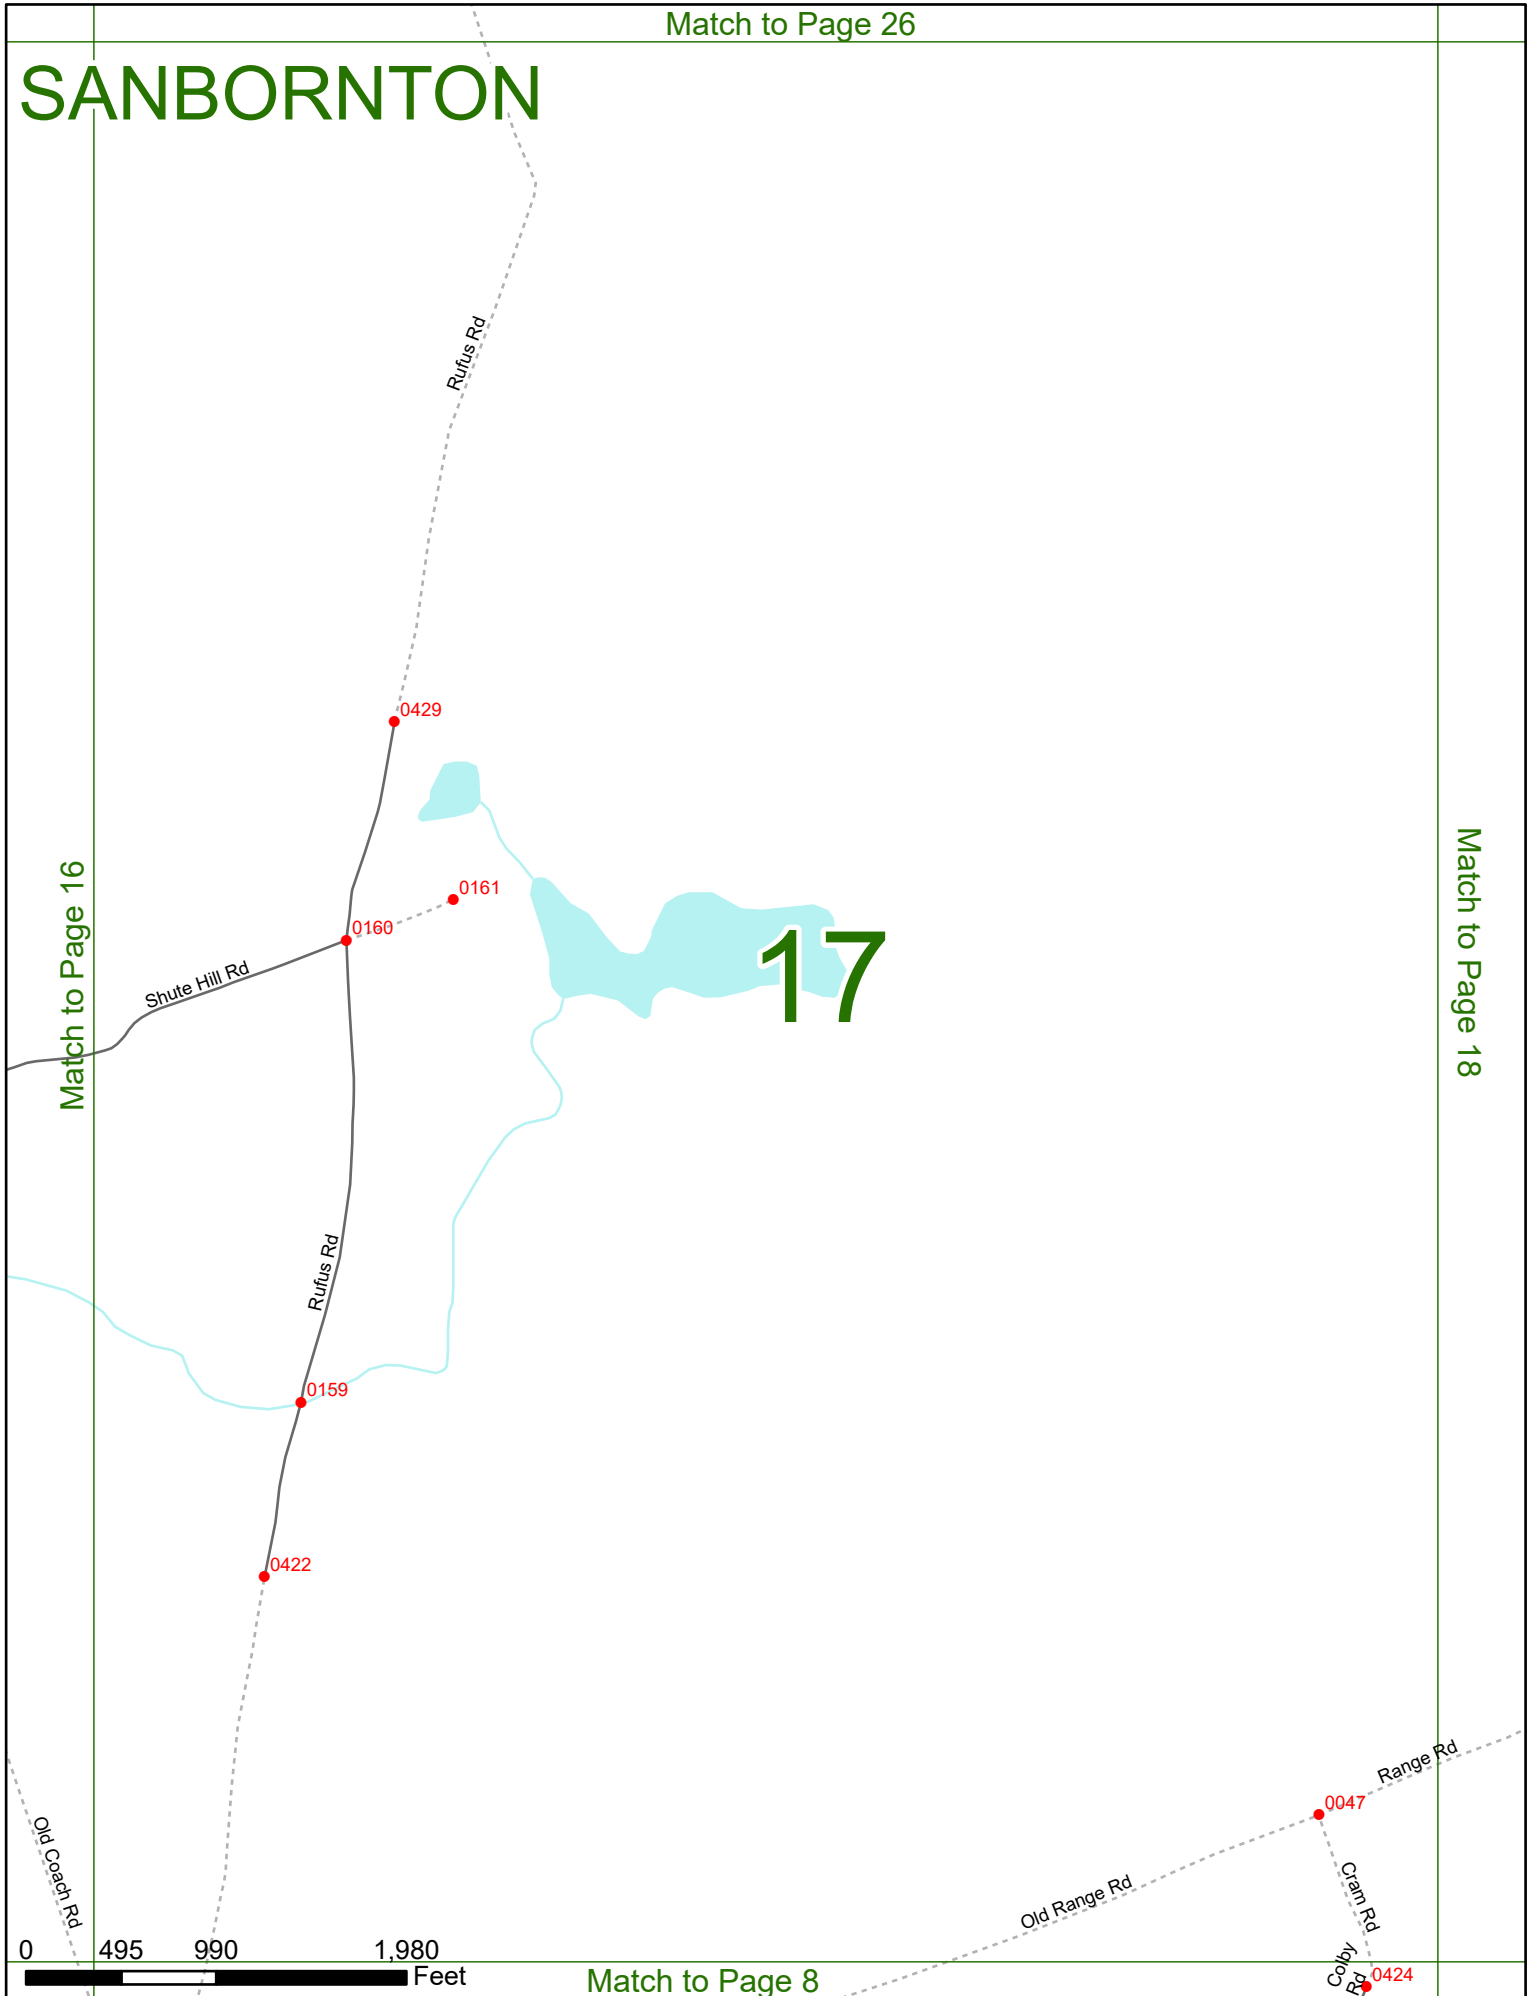 Match to Page 26
SANBORNTON
Rufus Rd
0429
0161
0160
Shute Hill Rd
17
Match to Page 16
Match to Page 18
Rufus Rd
0159
0422
Range Rd
0047
Old Coach Rd
Old Range Rd
Cram Rd
Colby
Rd
0424
0 495 990 1,980
Feet
Match to Page 8